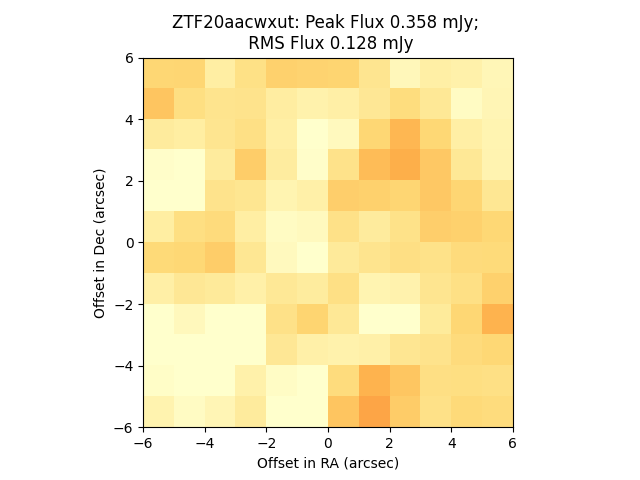 ZTF20aacwxut: Peak Flux 0.358 mJy;
RMS Flux 0.128 mJy
6
4
2
0
−2
−4
−6
Offset in Dec (arcsec)
−6 −4 −2 0 2 4 6
Offset in RA (arcsec)